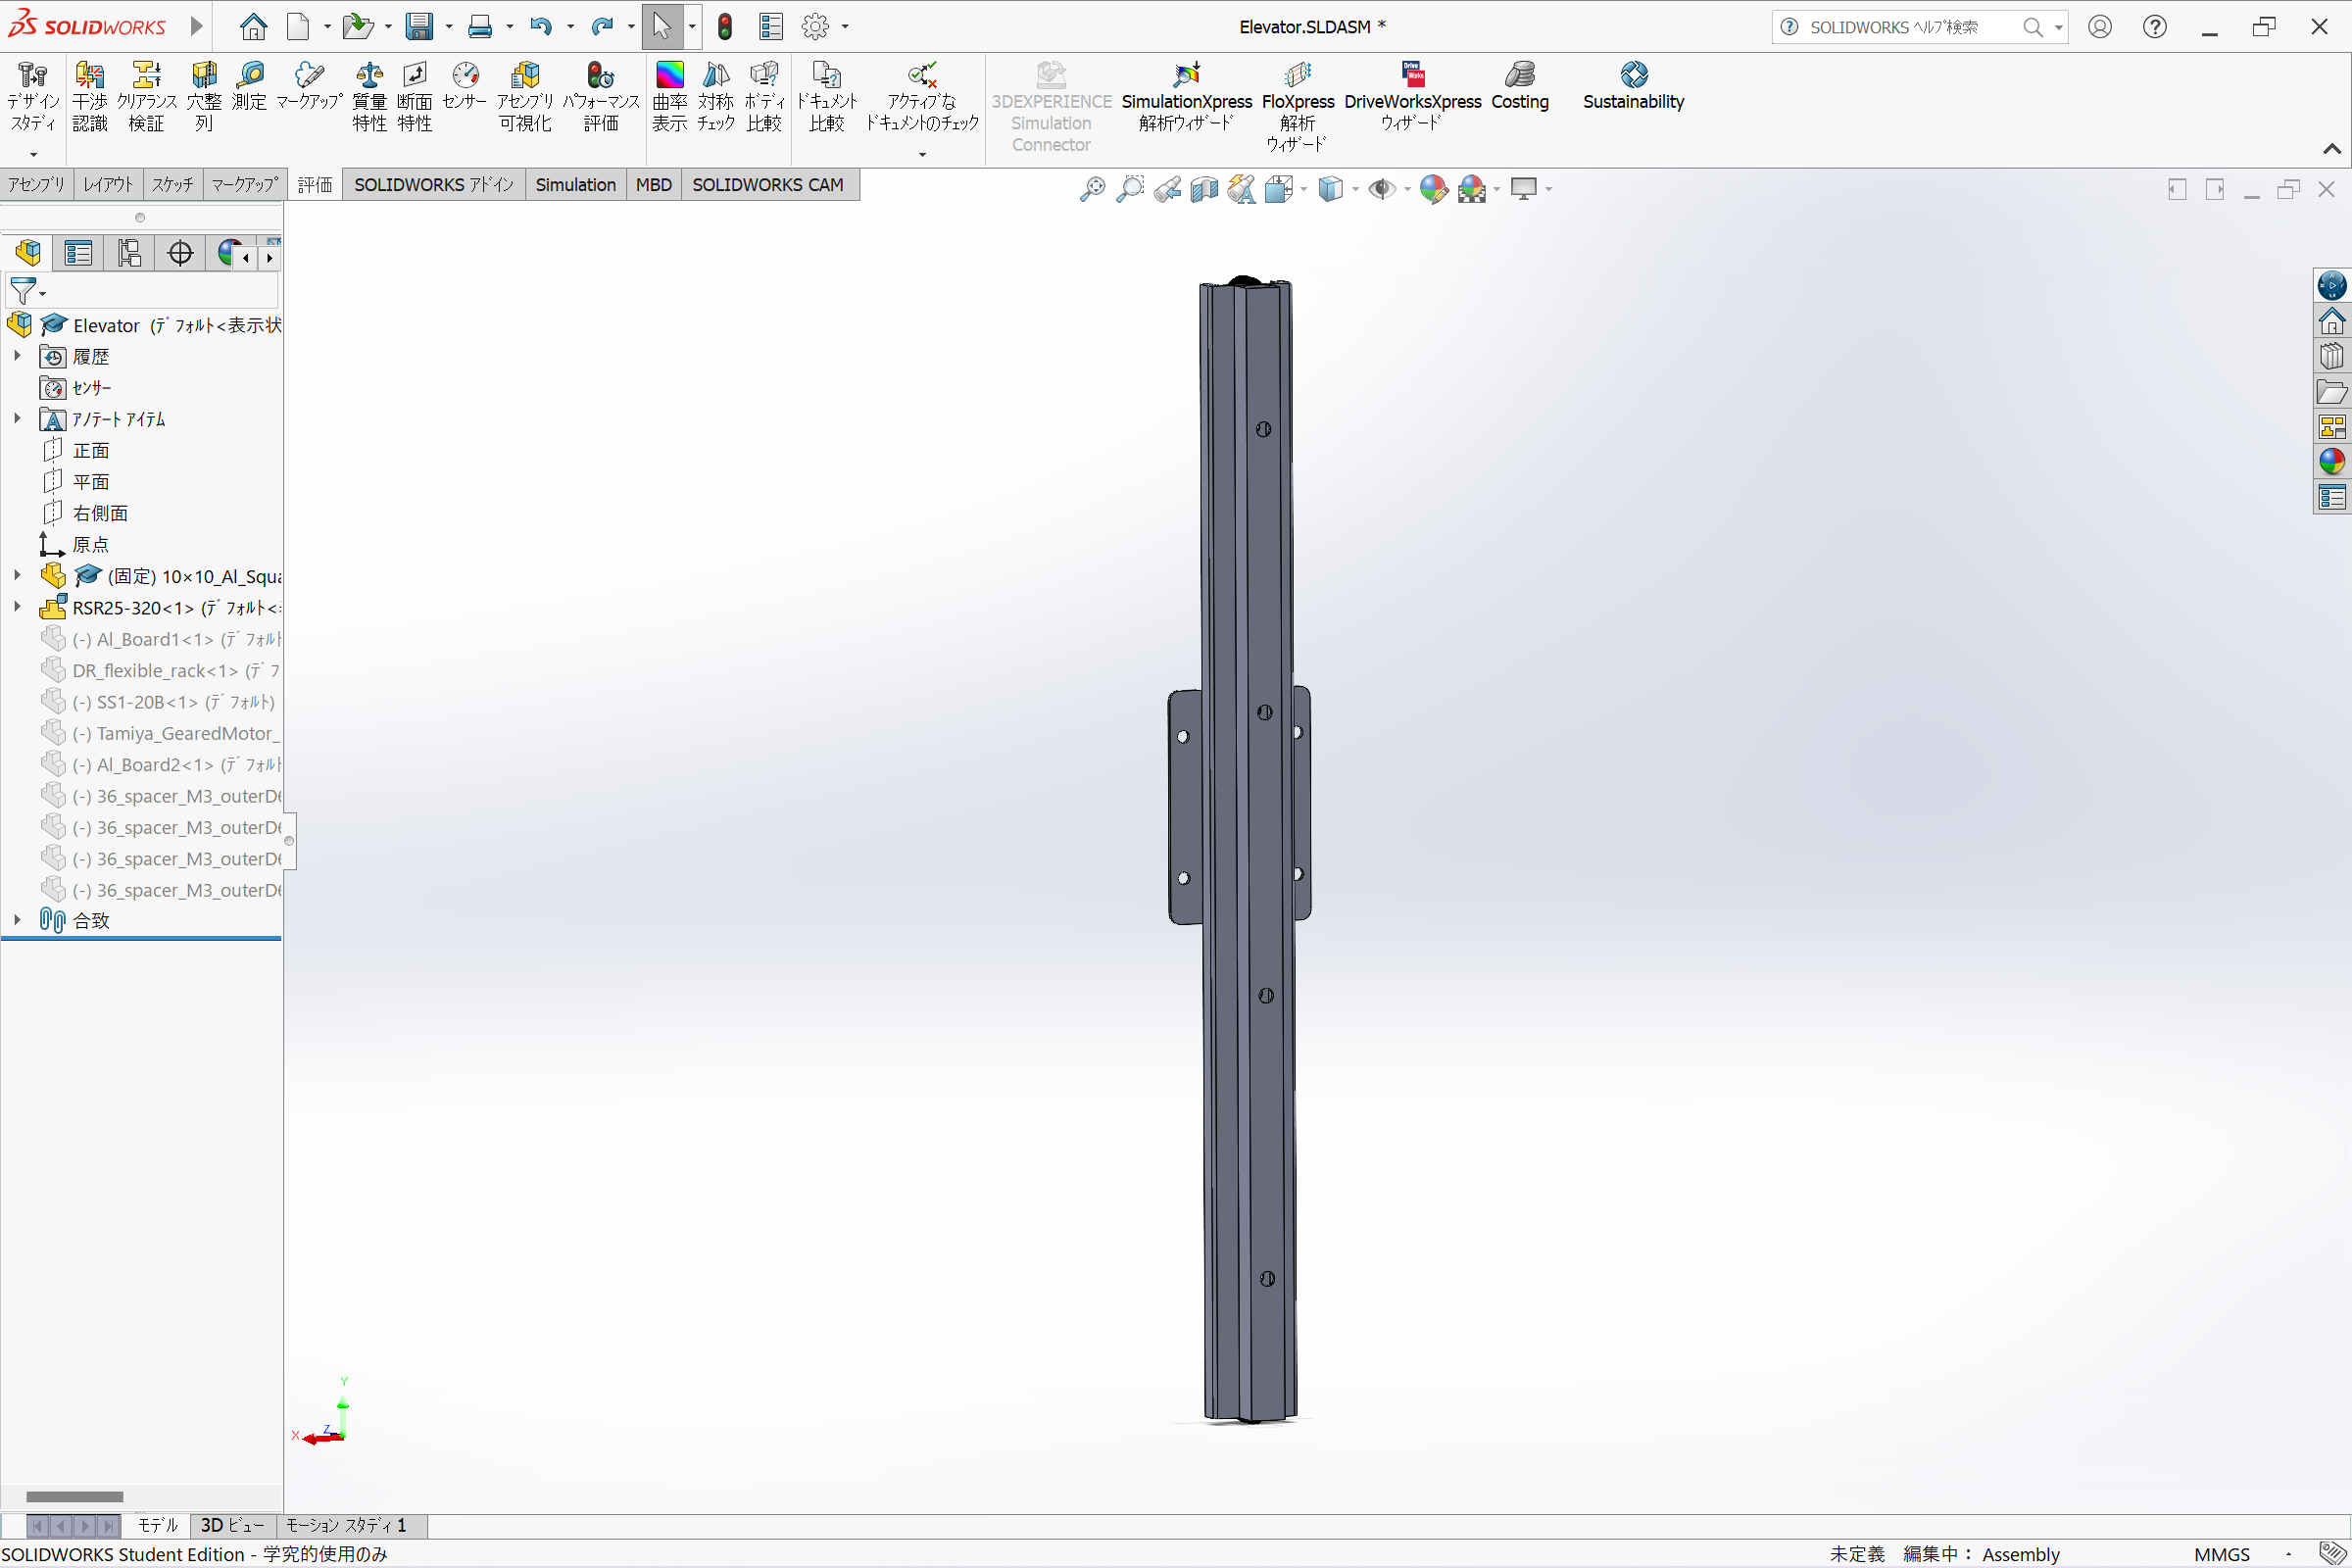 SOLIDWORKS
Elevator.SLDASM *
SOLIDWORKS ﾍﾙﾌﾟ検索
ﾃﾞｻﾞｲﾝ ｽﾀﾃﾞｨ
干渉 認識
ｸﾘｱﾗﾝｽ 検証
穴整 列
測定
ﾏｰｸｱｯﾌﾟ
質量 特性
断面 特性
ｾﾝｻｰ
ｱｾﾝﾌﾞﾘ 可視化
ﾊﾟﾌｫｰﾏﾝｽ 評価
曲率 表示
対称 ﾁｪｯｸ
ﾎﾞﾃﾞｨ 比較
ﾄﾞｷｭﾒﾝﾄ 比較
ｱｸﾃｨﾌﾞな ﾄﾞｷｭﾒﾝﾄのﾁｪｯｸ
3DEXPERIENCE Simulation Connector
SimulationXpress 解析ｳｨｻﾞｰﾄﾞ
FloXpress 解析 ｳｨｻﾞｰﾄﾞ
DriveWorksXpress ｳｨｻﾞｰﾄﾞ
Costing
Sustainability
ｱｾﾝﾌﾞﾘ ﾚｲｱｳﾄ ｽｹｯﾁ ﾏｰｸｱｯﾌﾟ 評価 SOLIDWORKS ｱﾄﾞｲﾝ Simulation MBD SOLIDWORKS CAM
Elevator (ﾃﾞﾌｫﾙﾄ<表示状
履歴
ｾﾝｻｰ
ｱﾉﾃｰﾄ ｱｲﾃﾑ
正面
平面
右側面
原点
(固定) 10×10_Al_Squa
RSR25-320<1> (ﾃﾞﾌｫﾙﾄ<
(-) Al_Board1<1> (ﾃﾞﾌｫﾙﾄ
DR_flexible_rack<1> (ﾃﾞﾌ
(-) SS1-20B<1> (ﾃﾞﾌｫﾙﾄ)
(-) Tamiya_GearedMotor_
(-) Al_Board2<1> (ﾃﾞﾌｫﾙﾄ
(-) 36_spacer_M3_outerD6
(-) 36_spacer_M3_outerD6
(-) 36_spacer_M3_outerD6
(-) 36_spacer_M3_outerD6
合致
Y
X
Z
ﾓﾃﾞﾙ 3D ﾋﾞｭｰ ﾓｰｼｮﾝ ｽﾀﾃﾞｨ 1
SOLIDWORKS Student Edition - 学究的使用のみ
未定義 編集中： Assembly MMGS